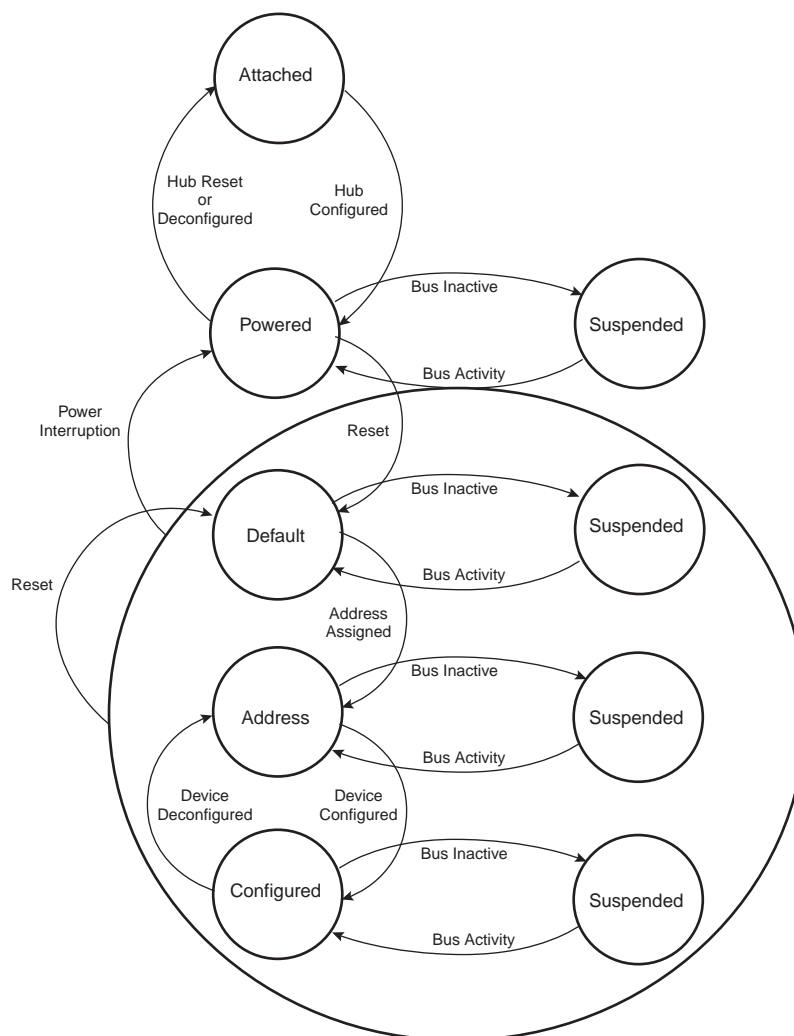 Attached
Hub Reset
or
Deconfigured
Hub
Configured
Bus Inactive
Powered
Suspended
Bus Activity
Power
Interruption
Reset
Bus Inactive
Default
Suspended
Bus Activity
Reset
Address
Assigned
Bus Inactive
Address
Suspended
Bus Activity
Device
Deconfigured
Device
Configured
Bus Inactive
Configured
Suspended
Bus Activity